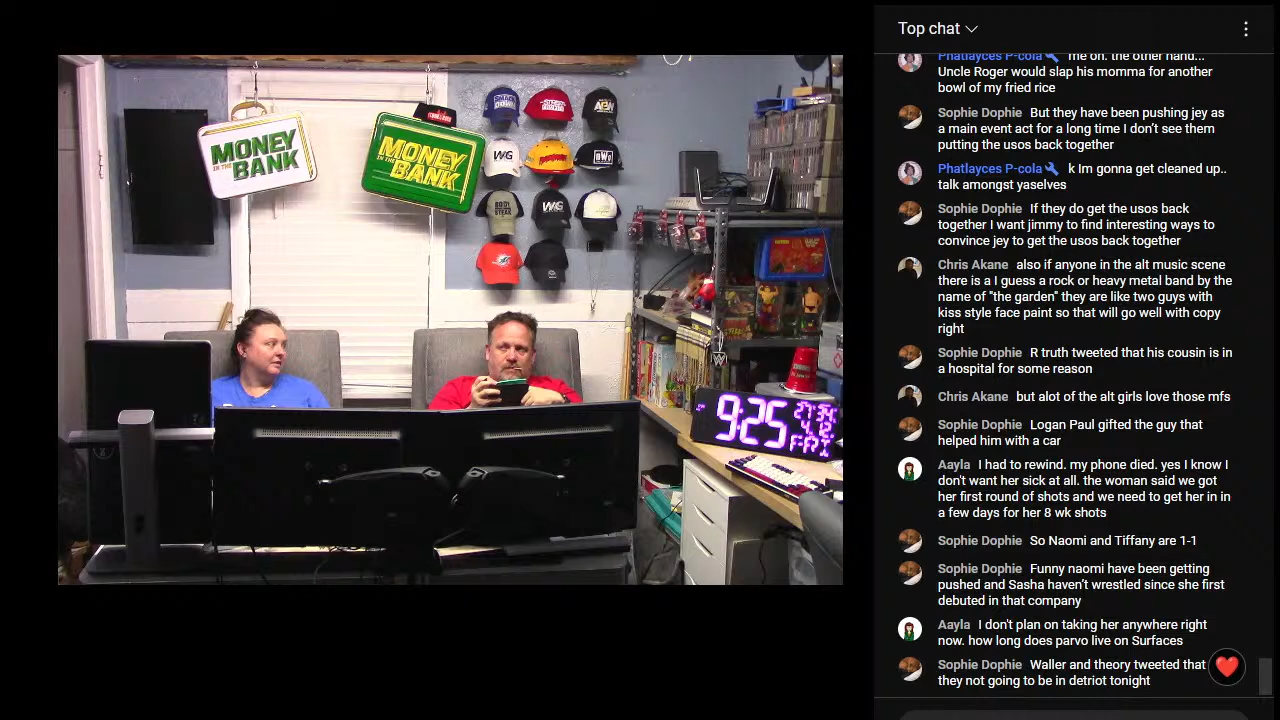 Top chat
Phatlayces P-cola me on. the other hand...
Uncle Roger would slap his momma for another
bowl of my fried rice
Sophie Dophie But they have been pushing jey as
a main event act for a long time I don't see them
putting the usos back together
Phatlayces P-cola k Im gonna get cleaned up..
talk amongst yaselves
Sophie Dophie If they do get the usos back
together I want jimmy to find interesting ways to
convince jey to get the usos back together
Chris Akane also if anyone in the alt music scene
there is a I guess a rock or heavy metal band by the
name of "the garden" they are like two guys with
kiss style face paint so that will go well with copy
right
Sophie Dophie R truth tweeted that his cousin is in
a hospital for some reason
Chris Akane but alot of the alt girls love those mfs
Sophie Dophie Logan Paul gifted the guy that
helped him with a car
Aayla I had to rewind. my phone died. yes I know I
don't want her sick at all. the woman said we got
her first round of shots and we need to get her in in
a few days for her 8 wk shots
Sophie Dophie So Naomi and Tiffany are 1-1
Sophie Dophie Funny naomi have been getting
pushed and Sasha haven't wrestled since she first
debuted in that company
Aayla I don't plan on taking her anywhere right
now. how long does parvo live on Surfaces
Sophie Dophie Waller and theory tweeted that
they not going to be in detriot tonight
MONEY
IN THE BANK
MONEY
IN THE BANK
AEW
WG
nWo
BODY
STEAK
WG
W
9:25
FRI